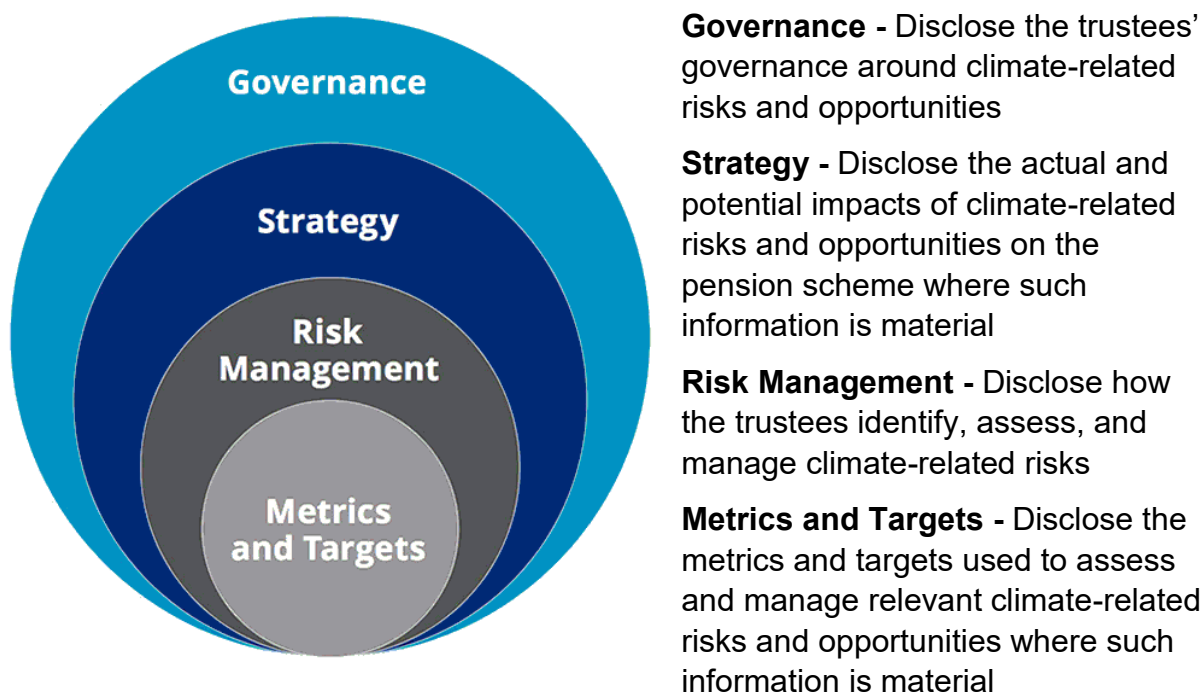 Governance
Strategy
Risk
Management
Metrics
and Targets
Governance - Disclose the trustees’
governance around climate-related
risks and opportunities
Strategy - Disclose the actual and
potential impacts of climate-related
risks and opportunities on the
pension scheme where such
information is material
Risk Management - Disclose how
the trustees identify, assess, and
manage climate-related risks
Metrics and Targets - Disclose the
metrics and targets used to assess
and manage relevant climate-related
risks and opportunities where such
information is material